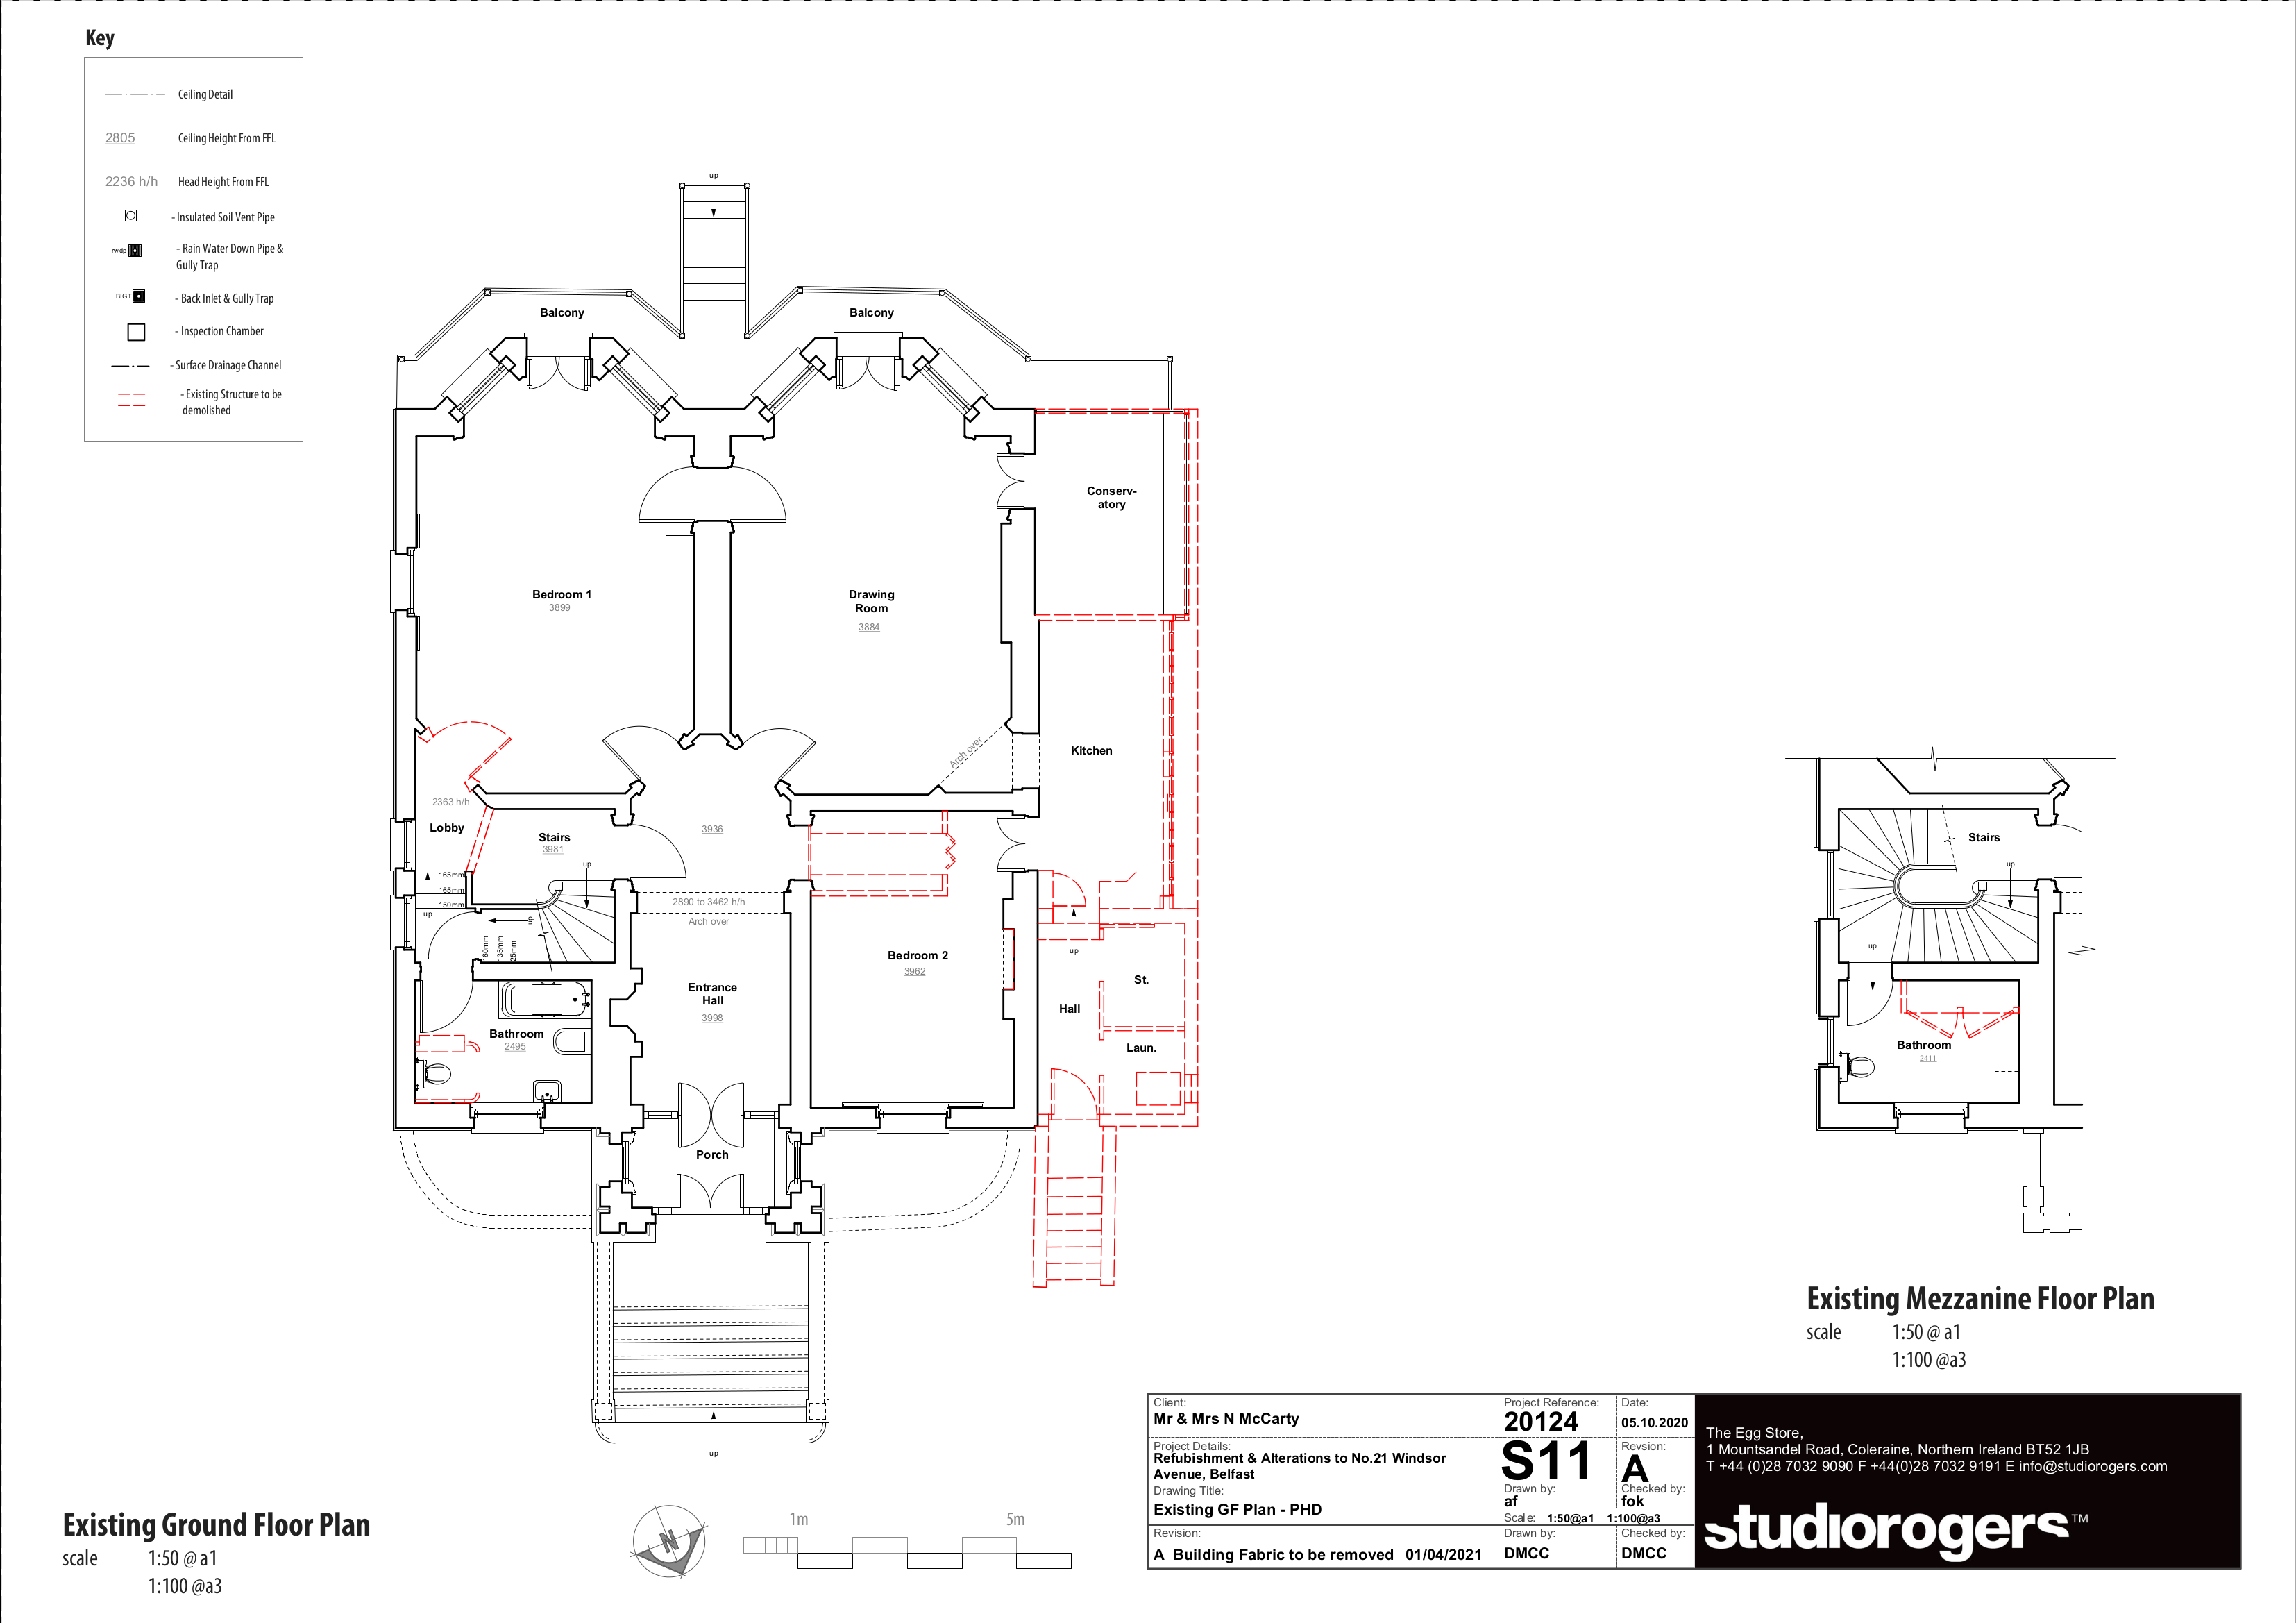 Key
Ceiling Detail
2805 Ceiling Height From FFL
2236 h/h Head Height From FFL
- Insulated Soil Vent Pipe
rwdp - Rain Water Down Pipe &
Gully Trap
BIGT - Back Inlet & Gully Trap
- Inspection Chamber
- Surface Drainage Channel
- Existing Structure to be
demolished
up
Balcony
Balcony
Conserv-
atory
Bedroom 1
3899
Drawing
Room
3884
Arch over
Kitchen
2363 h/h
Lobby
Stairs
3981
up
3936
165mm
165mm
150mm
up
up
160mm
135mm
25mm
2890 to 3462 h/h
Arch over
Bedroom 2
3962
up
St.
Hall
Laun.
Entrance
Hall
3998
Bathroom
2495
Porch
up
Stairs
up
up
Bathroom
2411
Existing Mezzanine Floor Plan
scale 1:50 @ a1
1:100 @a3
Existing Ground Floor Plan
scale 1:50 @ a1
1:100 @a3
N
1m 5m
Client:
Mr & Mrs N McCarty
Project Reference:
20124
Date:
05.10.2020
Project Details:
Refubishment & Alterations to No.21 Windsor
Avenue, Belfast
S11
Revsion:
A
Drawing Title:
Existing GF Plan - PHD
Drawn by:
af
Checked by:
fok
Scale: 1:50@a1 1:100@a3
Revision:
A Building Fabric to be removed 01/04/2021
Drawn by:
DMCC
Checked by:
DMCC
The Egg Store,
1 Mountsandel Road, Coleraine, Northern Ireland BT52 1JB
T +44 (0)28 7032 9090 F +44(0)28 7032 9191 E info@studiorogers.com
studiorogers™